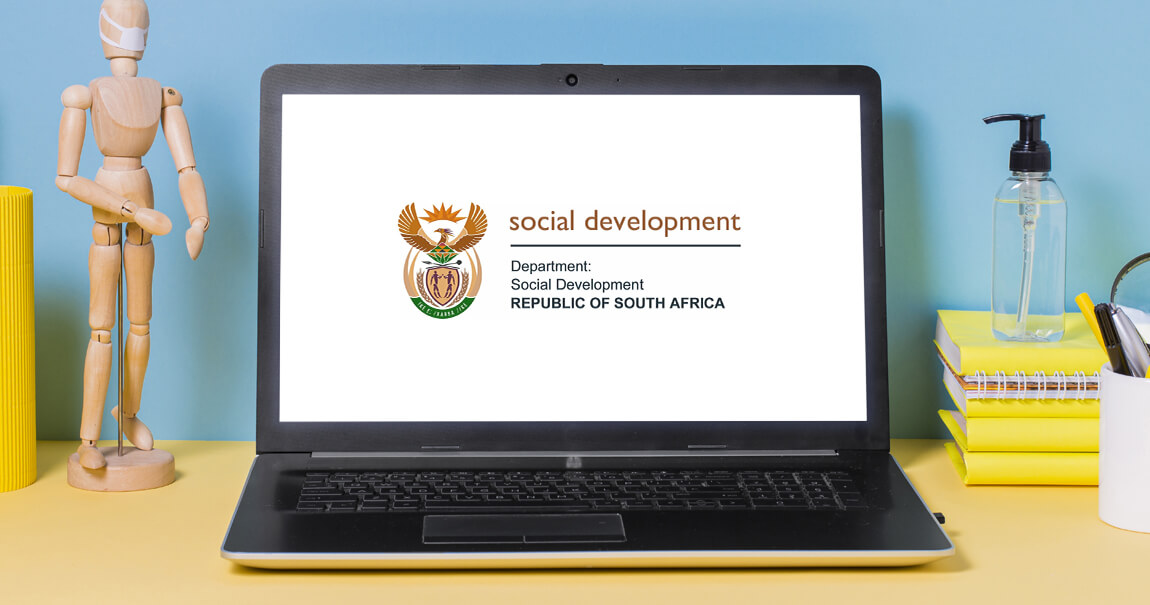 social development
Department:
Social Development
REPUBLIC OF SOUTH AFRICA